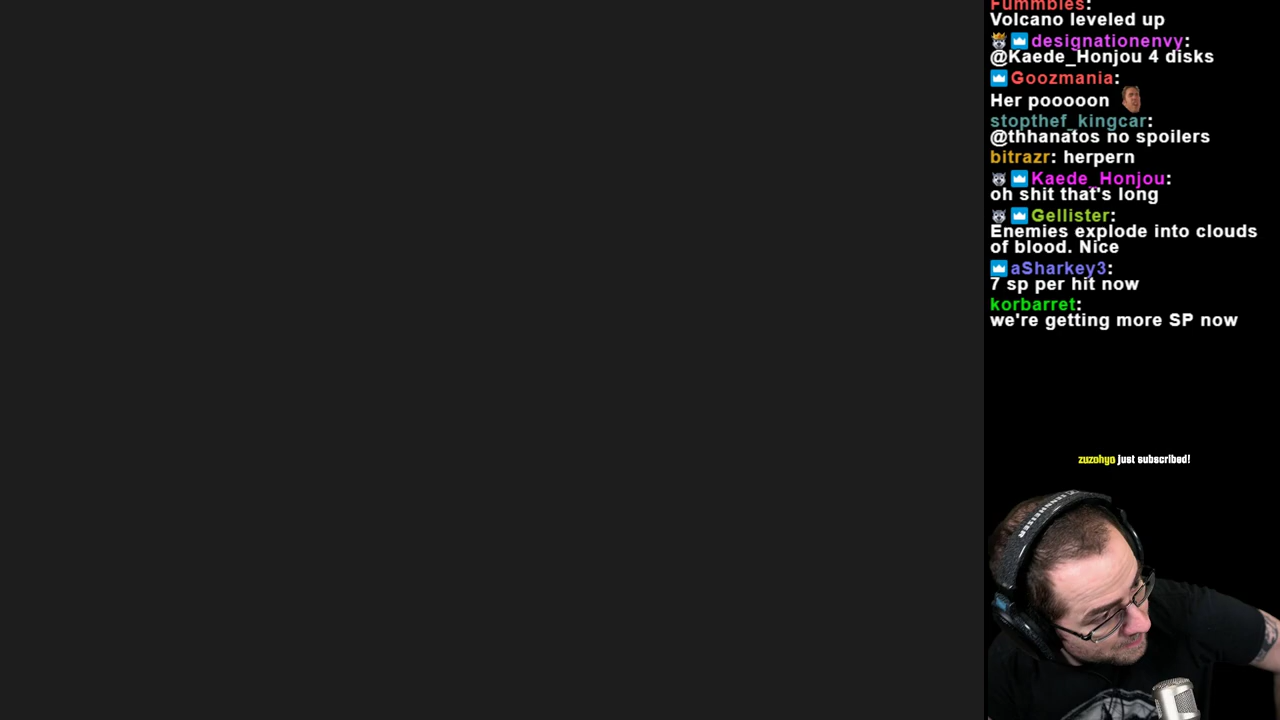 Fummbles:
Volcano leveled up
designationenvy:
@Kaede_Honjou 4 disks
Goozmania:
Her pooooon
stopthef_kingcar:
@thhanatos no spoilers
bitrazr: herpern
Kaede_Honjou:
oh shit that's long
Gellister:
Enemies explode into clouds
of blood. Nice
aSharkey3:
7 sp per hit now
korbarret:
we're getting more SP now
zuzohyo just subscribed!
SENNHEISER